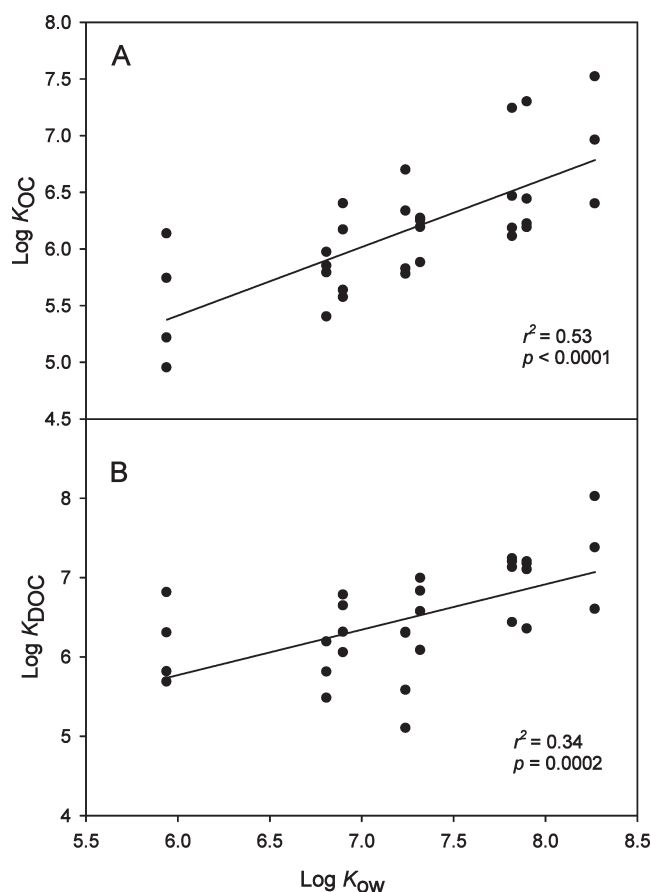 A
8.0
7.5
7.0
6.5
6.0
5.5
5.0
4.5
Log KOC
r² = 0.53
p < 0.0001
B
8
7
6
5
4
Log KDOC
r² = 0.34
p = 0.0002
5.5 6.0 6.5 7.0 7.5 8.0 8.5
Log KOW